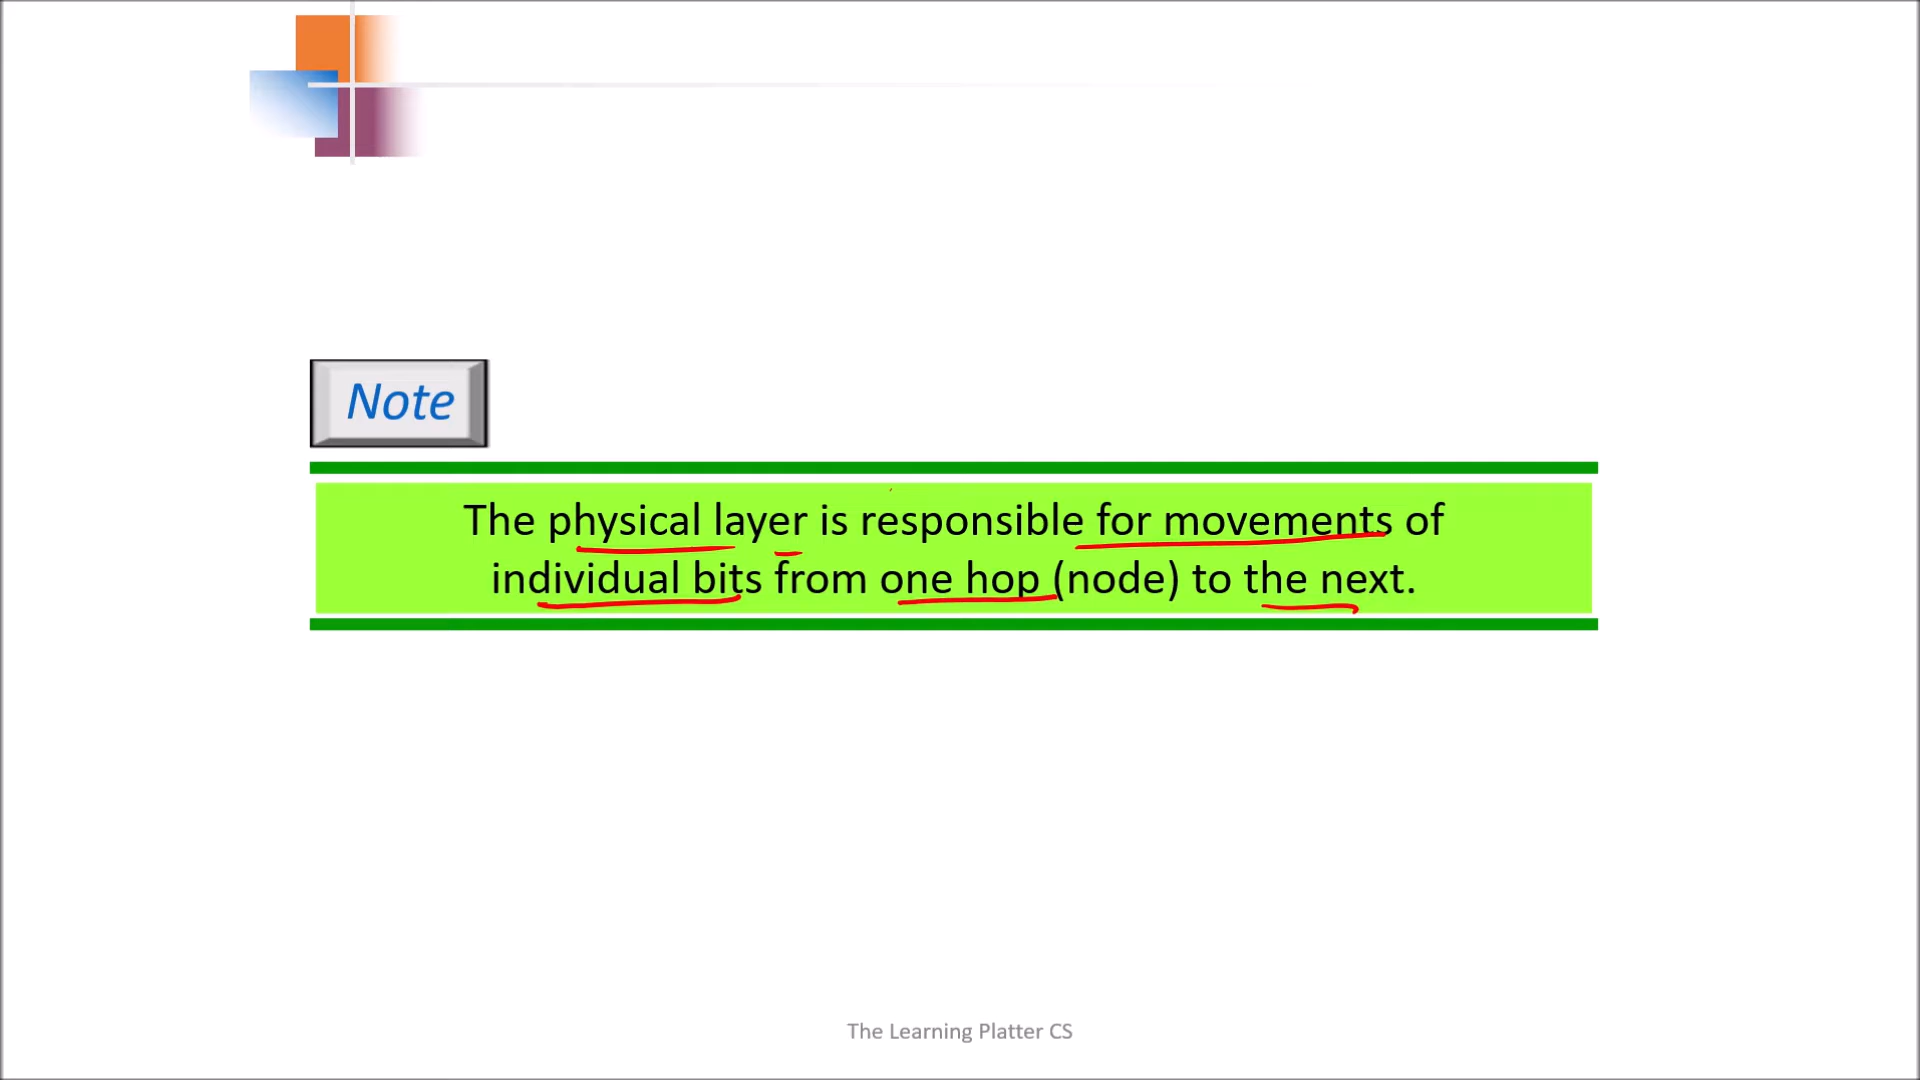 Note
The physical layer is responsible for movements of
individual bits from one hop (node) to the next.
The Learning Platter CS